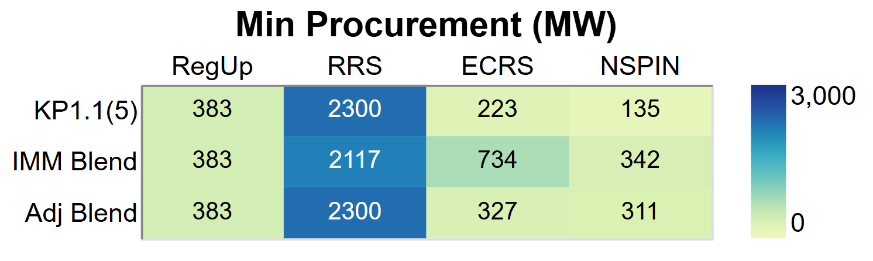 Min Procurement (MW)
RegUp RRS ECRS NSPIN
KP1.1(5) 383 2300 223 135
IMM Blend 383 2117 734 342
Adj Blend 383 2300 327 311
3,000
0